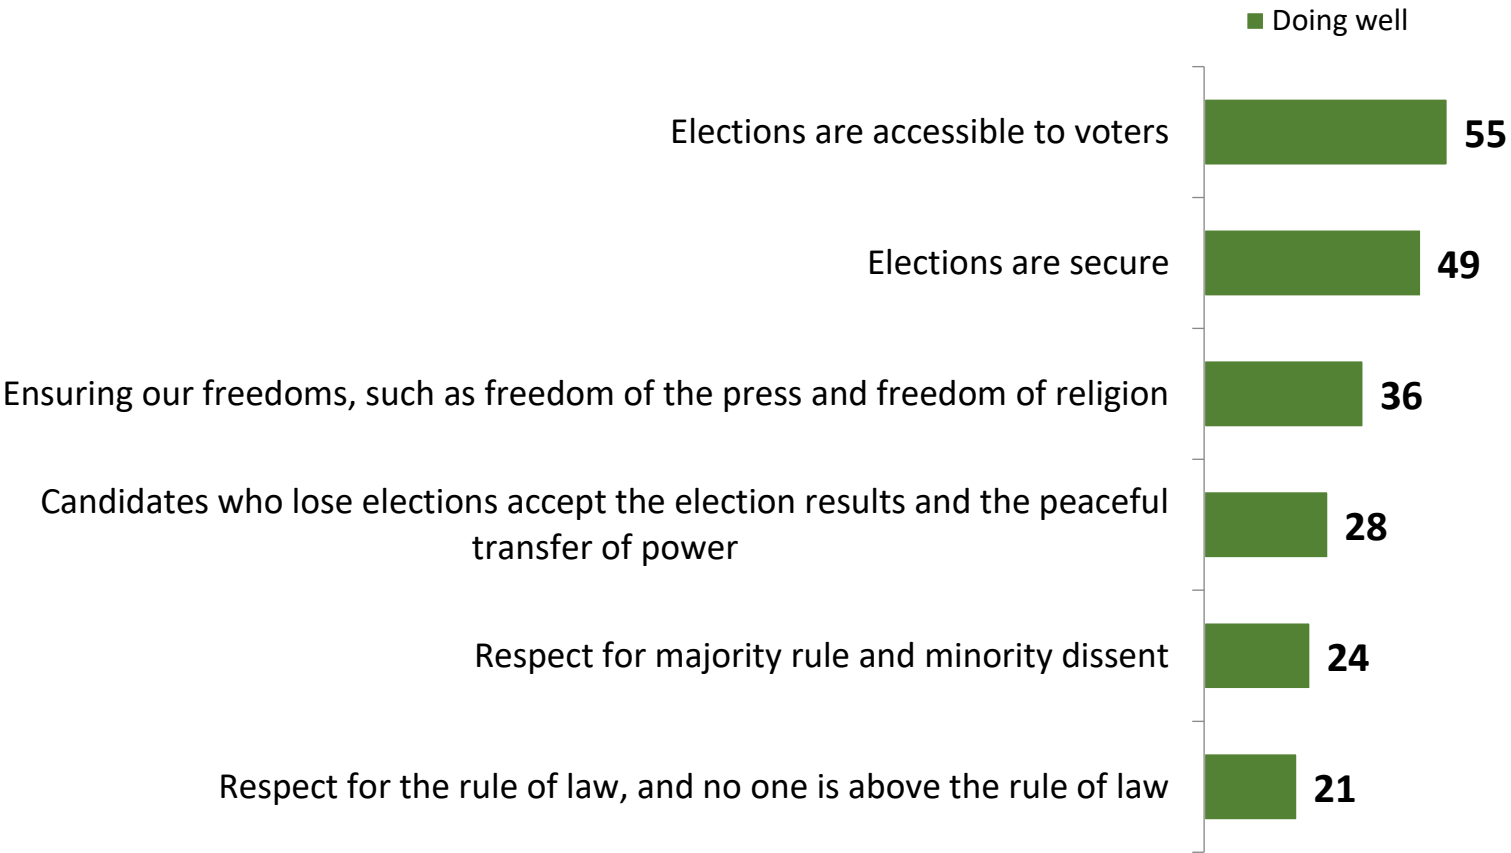 Doing well
Elections are accessible to voters
55
Elections are secure
49
Ensuring our freedoms, such as freedom of the press and freedom of religion
36
Candidates who lose elections accept the election results and the peaceful
transfer of power
28
Respect for majority rule and minority dissent
24
Respect for the rule of law, and no one is above the rule of law
21